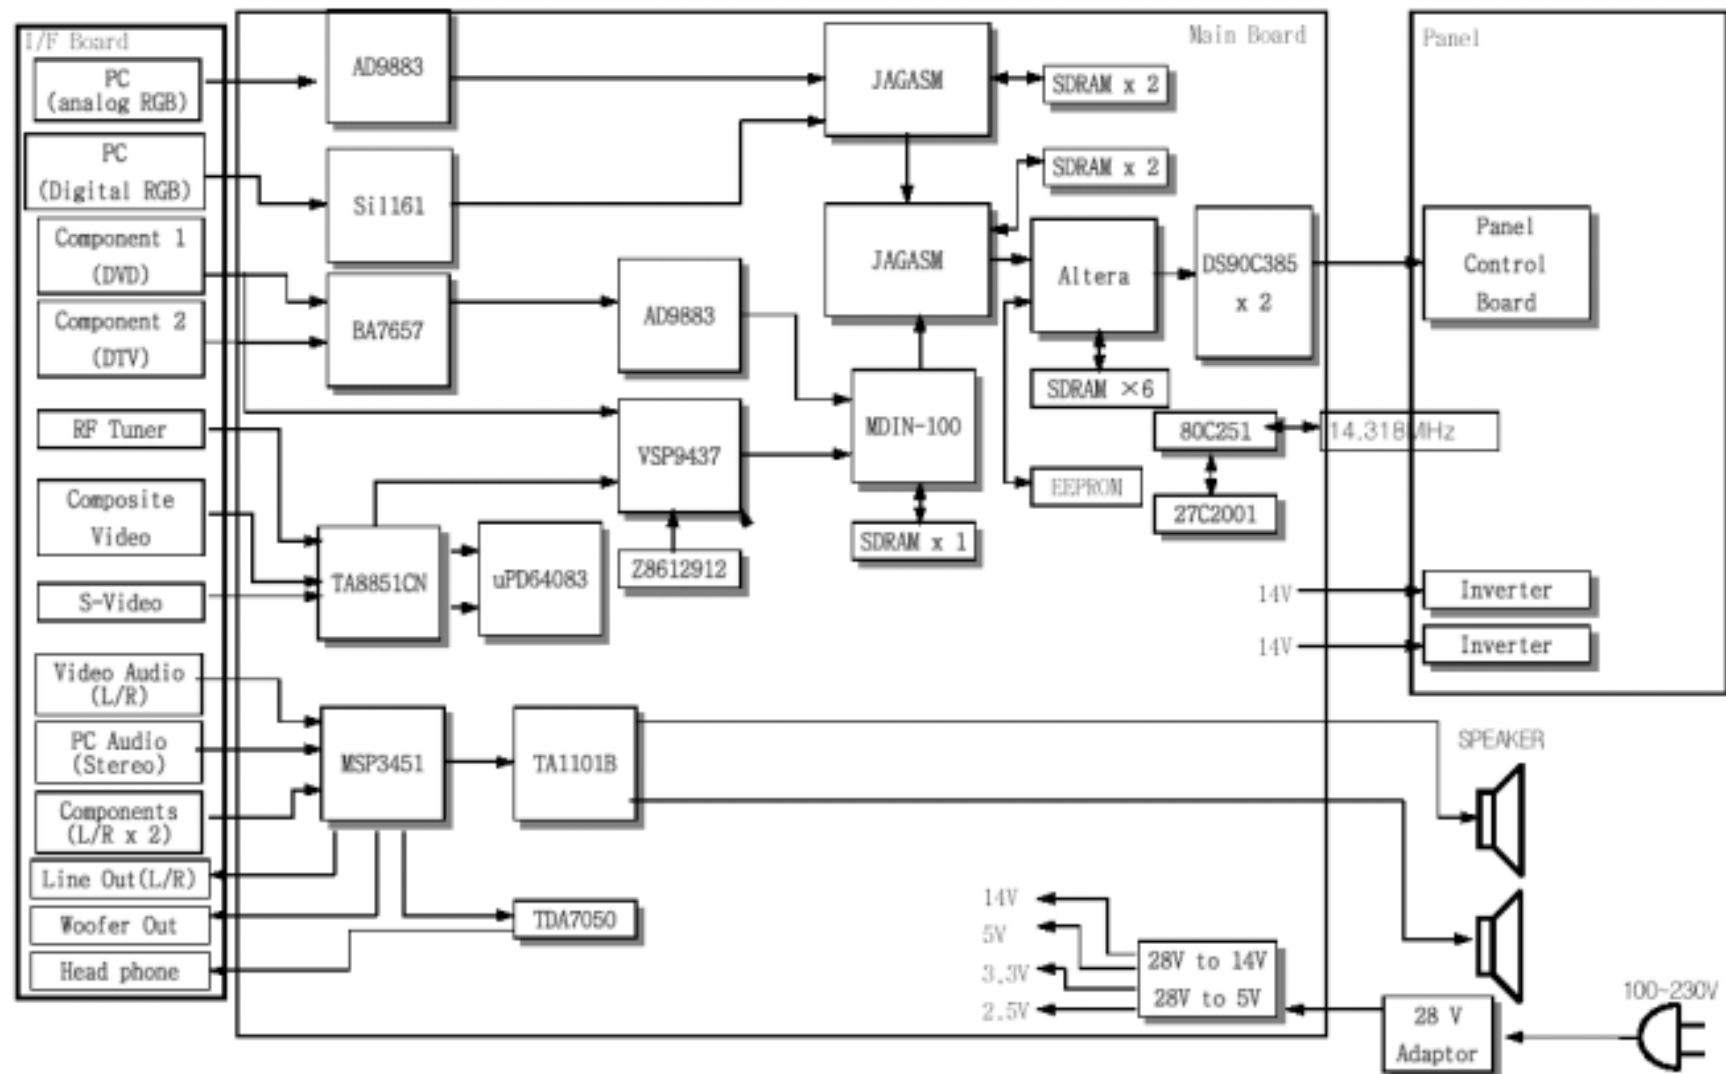 I/F Board
PC
(analog RGB)
PC
(Digital RGB)
Component 1
(DVD)
Component 2
(DTV)
RF Tuner
Composite
Video
S-Video
Video Audio
(L/R)
PC Audio
(Stereo)
Components
(L/R x 2)
Line Out(L/R)
Woofer Out
Head phone
Main Board
AD9883
Sil161
BA7657
AD9883
VSP9437
Z8612912
TA8851CN
uPD64083
MSP3451
TA1101B
TDA7050
JAGASM
SDRAM x 2
SDRAM x 2
JAGASM
Altera
DS90C385
x 2
SDRAM ×6
MDIN-100
SDRAM x 1
EEPROM
80C251
14.318MHz
27C2001
14V
14V
14V
5V
3.3V
2.5V
28V to 14V
28V to 5V
Panel
Panel
Control
Board
Inverter
Inverter
SPEAKER
28 V
Adaptor
100~230V